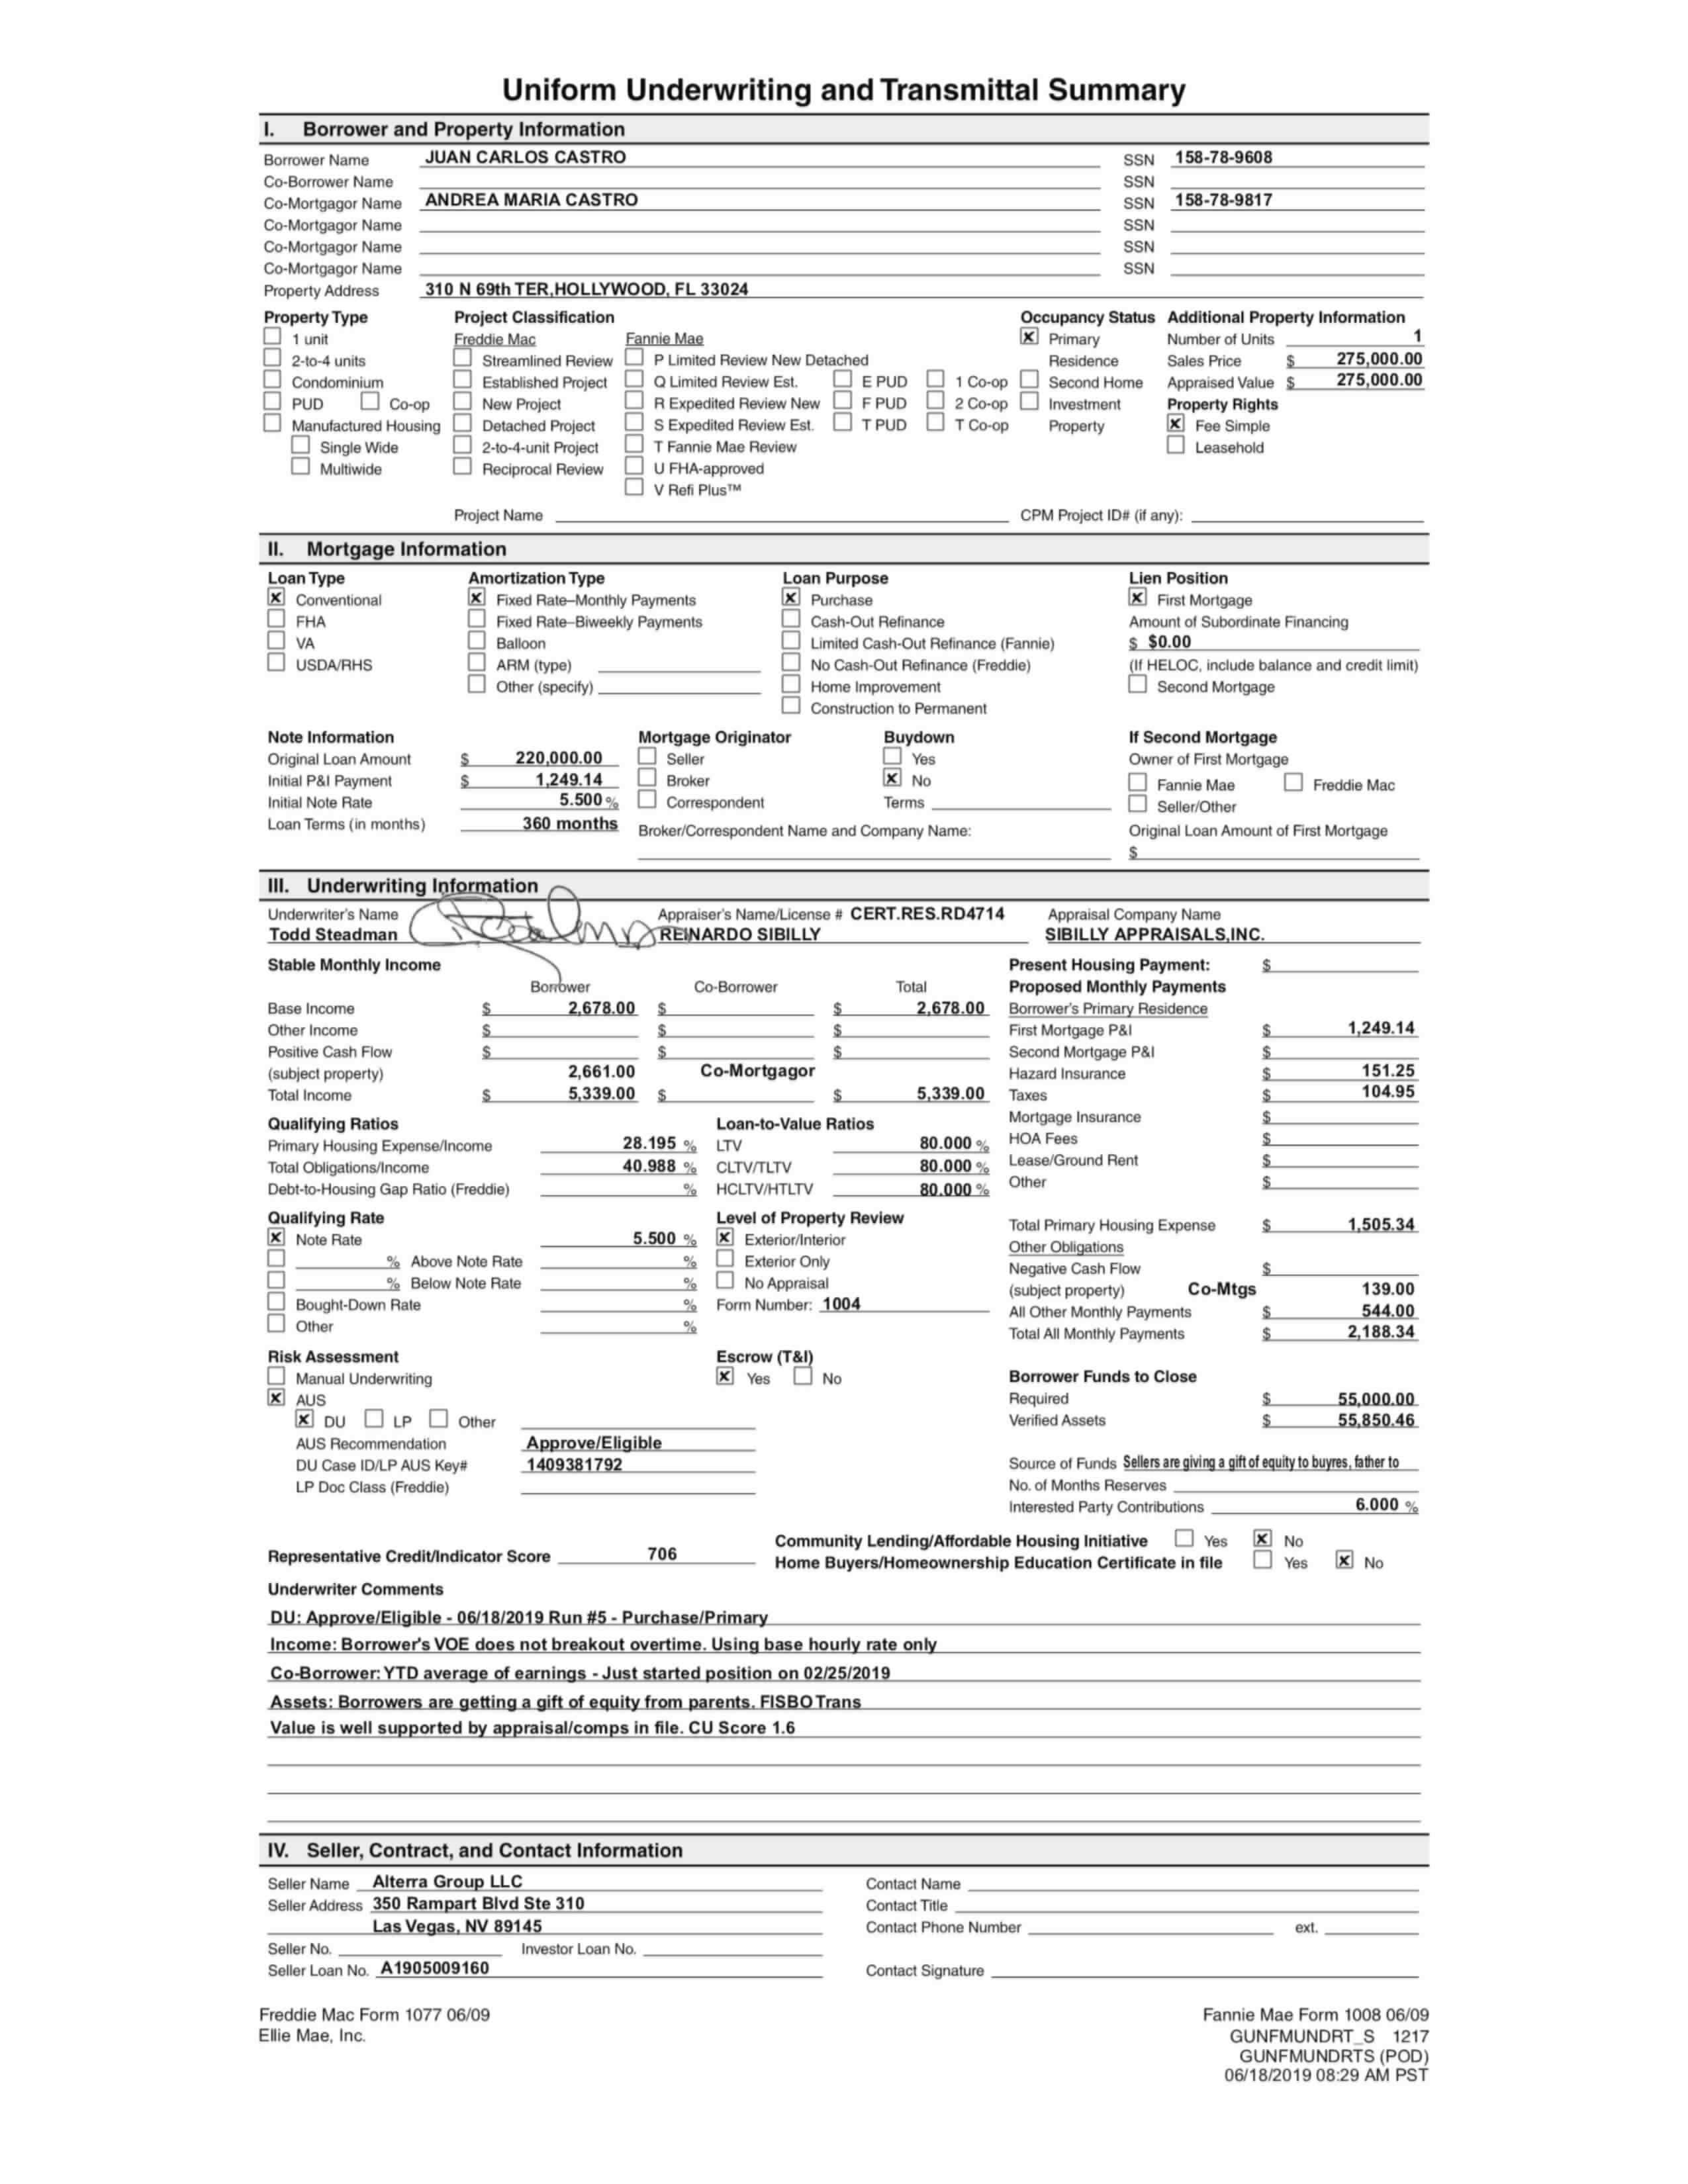 Uniform Underwriting and Transmittal Summary
I. Borrower and Property Information
Borrower Name JUAN CARLOS CASTRO SSN 158-78-9608
Co-Borrower Name SSN
Co-Mortgagor Name ANDREA MARIA CASTRO SSN 158-78-9817
Co-Mortgagor Name SSN
Co-Mortgagor Name SSN
Co-Mortgagor Name SSN
Property Address 310 N 69th TER,HOLLYWOOD, FL 33024
Property Type Project Classification Occupancy Status Additional Property Information
1 unit Freddie Mac Fannie Mae Primary Number of Units 1
2-to-4 units Streamlined Review P Limited Review New Detached Residence Sales Price $ 275,000.00
Condominium Established Project Q Limited Review Est. E PUD 1 Co-op Second Home Appraised Value $ 275,000.00
PUD Co-op New Project R Expedited Review New F PUD 2 Co-op Investment Property Rights
Manufactured Housing Detached Project S Expedited Review Est. T PUD T Co-op Property Fee Simple
Single Wide 2-to-4-unit Project T Fannie Mae Review Leasehold
Multiwide Reciprocal Review U FHA-approved
V Refi Plus™
Project Name CPM Project ID# (if any):
II. Mortgage Information
Loan Type Amortization Type Loan Purpose Lien Position
Conventional Fixed Rate–Monthly Payments Purchase First Mortgage
FHA Fixed Rate–Biweekly Payments Cash-Out Refinance Amount of Subordinate Financing
VA Balloon Limited Cash-Out Refinance (Fannie) $ $0.00
USDA/RHS ARM (type) No Cash-Out Refinance (Freddie) (If HELOC, include balance and credit limit)
Other (specify) Home Improvement Second Mortgage
Construction to Permanent
Note Information Mortgage Originator Buydown If Second Mortgage
Original Loan Amount $ 220,000.00 Seller Yes Owner of First Mortgage
Initial P&I Payment $ 1,249.14 Broker No Fannie Mae Freddie Mac
Initial Note Rate 5.500 % Correspondent Terms Seller/Other
Loan Terms (in months) 360 months Broker/Correspondent Name and Company Name: Original Loan Amount of First Mortgage
$
III. Underwriting Information
Underwriter's Name Appraiser's Name/License # CERT.RES.RD4714 Appraisal Company Name
Todd Steadman REINARDO SIBILLY SIBILLY APPRAISALS,INC.
Stable Monthly Income Present Housing Payment: $
Borrower Co-Borrower Total Proposed Monthly Payments
Base Income $ 2,678.00 $ $ 2,678.00 Borrower's Primary Residence
Other Income $ $ $ First Mortgage P&I $ 1,249.14
Positive Cash Flow $ $ $ Second Mortgage P&I $
(subject property) 2,661.00 Co-Mortgagor Hazard Insurance $ 151.25
Total Income $ 5,339.00 $ $ 5,339.00 Taxes $ 104.95
Qualifying Ratios Loan-to-Value Ratios Mortgage Insurance $
Primary Housing Expense/Income 28.195 % LTV 80.000 % HOA Fees $
Total Obligations/Income 40.988 % CLTV/TLTV 80.000 % Lease/Ground Rent $
Debt-to-Housing Gap Ratio (Freddie) % HCLTV/HTLTV 80.000 % Other $
Qualifying Rate Level of Property Review Total Primary Housing Expense $ 1,505.34
Note Rate 5.500 % Exterior/Interior Other Obligations
% Above Note Rate % Exterior Only Negative Cash Flow $
% Below Note Rate % No Appraisal (subject property) Co-Mtgs 139.00
Bought-Down Rate % Form Number: 1004 All Other Monthly Payments $ 544.00
Other % Total All Monthly Payments $ 2,188.34
Risk Assessment Escrow (T&I)
Manual Underwriting Yes No Borrower Funds to Close
AUS Required $ 55,000.00
DU LP Other Verified Assets $ 55,850.46
AUS Recommendation Approve/Eligible
DU Case ID/LP AUS Key# 1409381792 Source of Funds Sellers are giving a gift of equity to buyres, father to
LP Doc Class (Freddie) No. of Months Reserves
Interested Party Contributions 6.000 %
Community Lending/Affordable Housing Initiative Yes No
Representative Credit/Indicator Score 706 Home Buyers/Homeownership Education Certificate in file Yes No
Underwriter Comments
DU: Approve/Eligible - 06/18/2019 Run #5 - Purchase/Primary
Income: Borrower's VOE does not breakout overtime. Using base hourly rate only
Co-Borrower: YTD average of earnings - Just started position on 02/25/2019
Assets: Borrowers are getting a gift of equity from parents. FISBO Trans
Value is well supported by appraisal/comps in file. CU Score 1.6
IV. Seller, Contract, and Contact Information
Seller Name Alterra Group LLC Contact Name
Seller Address 350 Rampart Blvd Ste 310 Contact Title
Las Vegas, NV 89145 Contact Phone Number ext.
Seller No. Investor Loan No.
Seller Loan No. A1905009160 Contact Signature
Freddie Mac Form 1077 06/09 Fannie Mae Form 1008 06/09
Ellie Mae, Inc. GUNFMUNDRT_S 1217
GUNFMUNDRTS (POD)
06/18/2019 08:29 AM PST